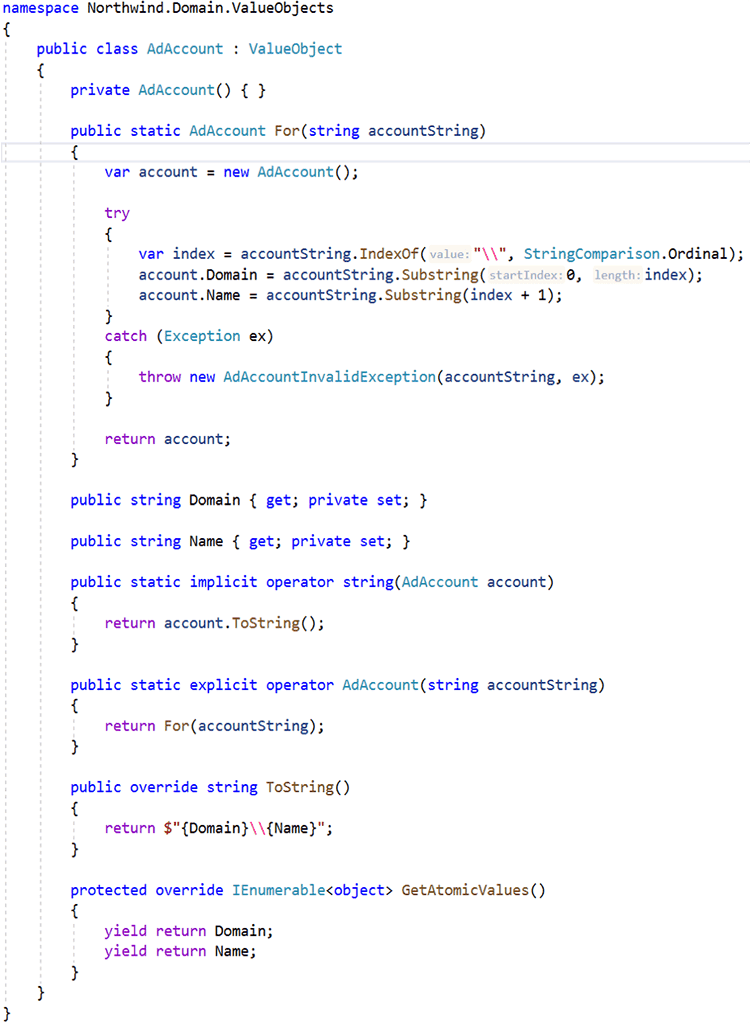 namespace Northwind.Domain.ValueObjects
{
    public class AdAccount : ValueObject
    {
        private AdAccount() { }

        public static AdAccount For(string accountString)
        {
            var account = new AdAccount();

            try
            {
                var index = accountString.IndexOf(value:"\\", StringComparison.Ordinal);
                account.Domain = accountString.Substring(startIndex:0, length:index);
                account.Name = accountString.Substring(index + 1);
            }
            catch (Exception ex)
            {
                throw new AdAccountInvalidException(accountString, ex);
            }

            return account;
        }

        public string Domain { get; private set; }

        public string Name { get; private set; }

        public static implicit operator string(AdAccount account)
        {
            return account.ToString();
        }

        public static explicit operator AdAccount(string accountString)
        {
            return For(accountString);
        }

        public override string ToString()
        {
            return $"{Domain}\\{Name}";
        }

        protected override IEnumerable<object> GetAtomicValues()
        {
            yield return Domain;
            yield return Name;
        }
    }
}